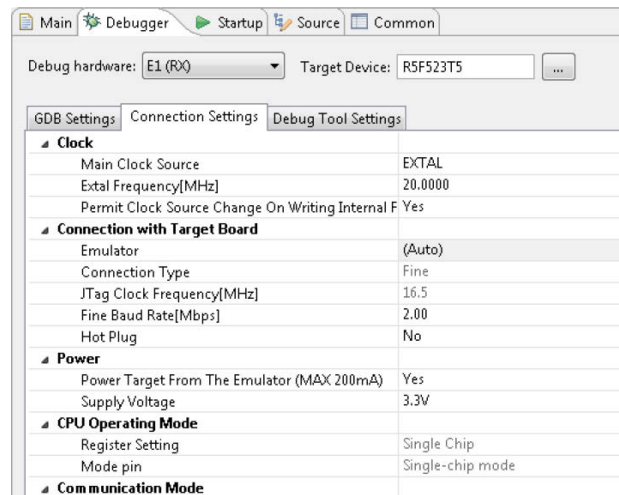 Main Debugger Startup Source Common
Debug hardware: E1 (RX) Target Device: R5F523T5 ...
GDB Settings Connection Settings Debug Tool Settings
Clock
Main Clock Source EXTAL
Extal Frequency[MHz] 20.0000
Permit Clock Source Change On Writing Internal F Yes
Connection with Target Board
Emulator (Auto)
Connection Type Fine
JTag Clock Frequency[MHz] 16.5
Fine Baud Rate[Mbps] 2.00
Hot Plug No
Power
Power Target From The Emulator (MAX 200mA) Yes
Supply Voltage 3.3V
CPU Operating Mode
Register Setting Single Chip
Mode pin Single-chip mode
Communication Mode